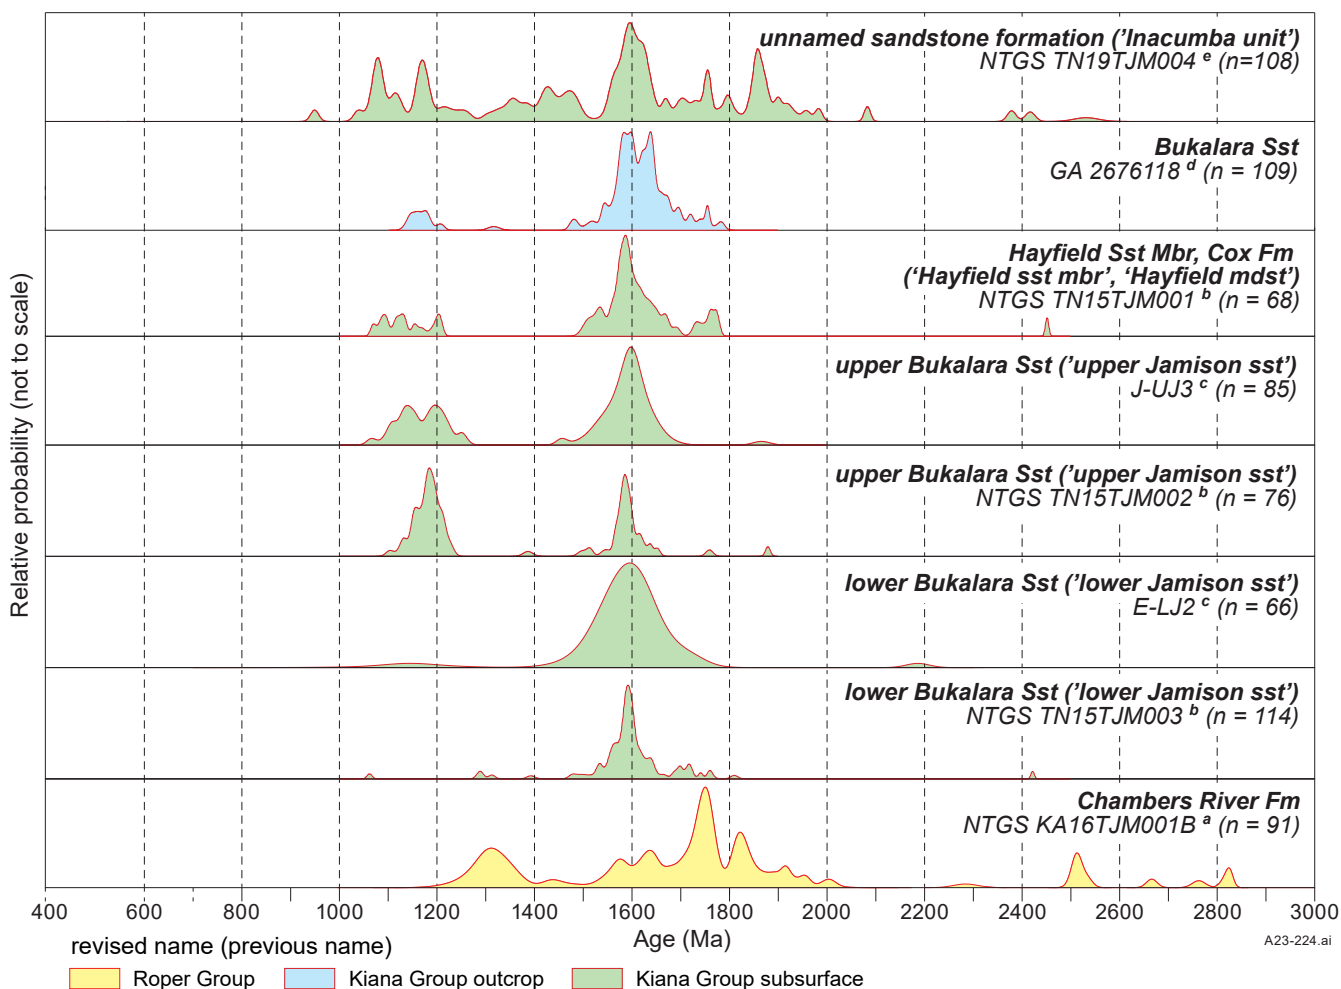 unnamed sandstone formation ('Inacumba unit')
NTGS TN19TJM004 e (n=108)
Bukalara Sst
GA 2676118 d (n = 109)
Hayfield Sst Mbr, Cox Fm
('Hayfield sst mbr', 'Hayfield mdst')
NTGS TN15TJM001 b (n = 68)
upper Bukalara Sst ('upper Jamison sst')
J-UJ3 c (n = 85)
upper Bukalara Sst ('upper Jamison sst')
NTGS TN15TJM002 b (n = 76)
lower Bukalara Sst ('lower Jamison sst')
E-LJ2 c (n = 66)
lower Bukalara Sst ('lower Jamison sst')
NTGS TN15TJM003 b (n = 114)
Chambers River Fm
NTGS KA16TJM001B a (n = 91)
Relative probability (not to scale)
400 600 800 1000 1200 1400 1600 1800 2000 2200 2400 2600 2800 3000
Age (Ma)
A23-224.ai
revised name (previous name)
Roper Group Kiana Group outcrop Kiana Group subsurface